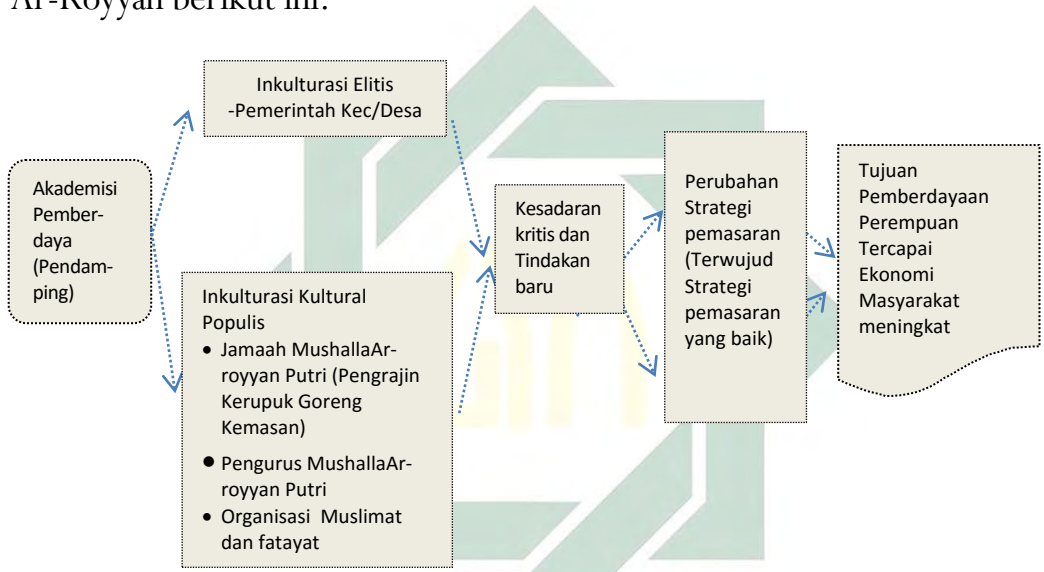 Ar-Royyan berikut ini:
Inkulturasi Elitis
-Pemerintah Kec/Desa
Akademisi
Pember-
daya
(Pendam-
ping)
Inkulturasi Kultural
Populis
• Jamaah MushallaAr-
royyan Putri (Pengrajin
Kerupuk Goreng
Kemasan)
• Pengurus MushallaAr-
royyan Putri
• Organisasi Muslimat
dan fatayat
Kesadaran
kritis dan
Tindakan
baru
Perubahan
Strategi
pemasaran
(Terwujud
Strategi
pemasaran
yang baik)
Tujuan
Pemberdayaan
Perempuan
Tercapai
Ekonomi
Masyarakat
meningkat